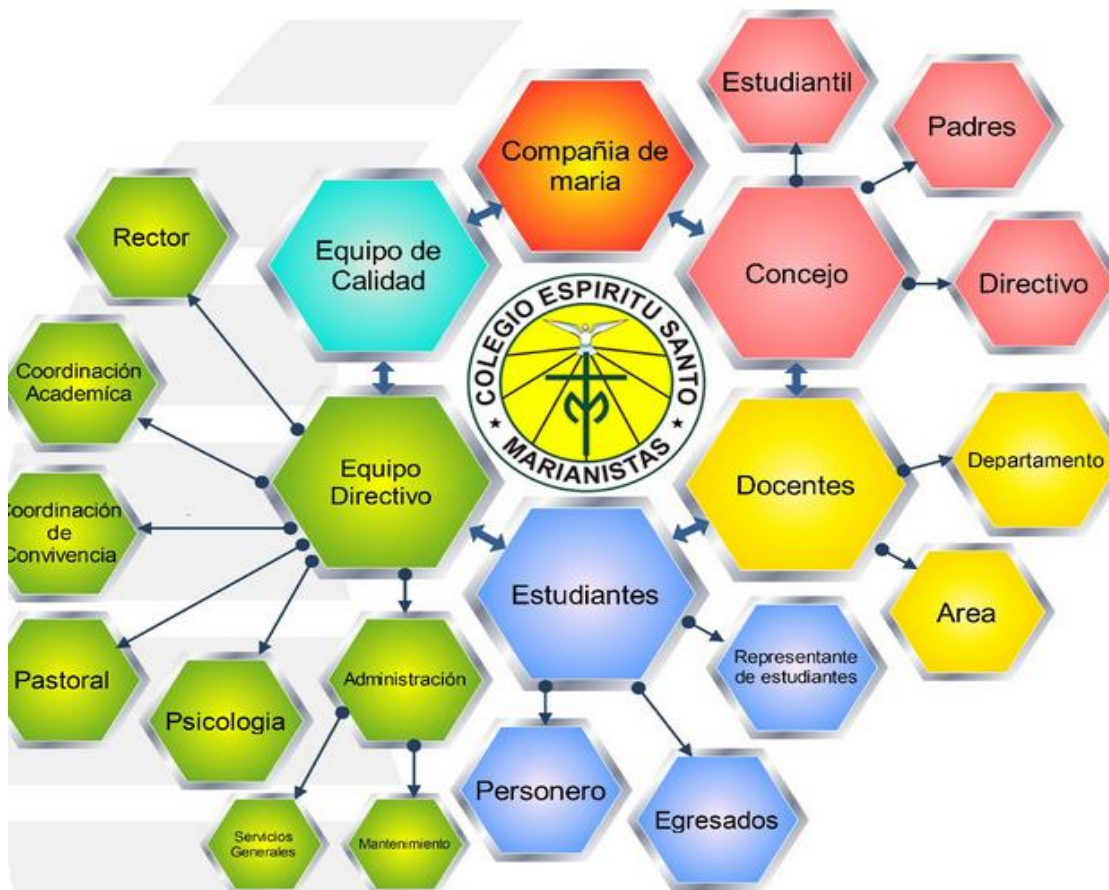 Estudiantil
Padres
Compañia de
maria
Rector
Equipo de
Calidad
Concejo
Directivo
COLEGIO ESPIRITU SANTO
MARIANISTAS
Coordinación
Academíca
Equipo
Directivo
Docentes
Departamento
Coordinación
de
Convivencia
Estudiantes
Area
Pastoral
Psicologia
Administración
Representante
de estudiantes
Personero
Egresados
Servicios
Generales
Mantenimiento